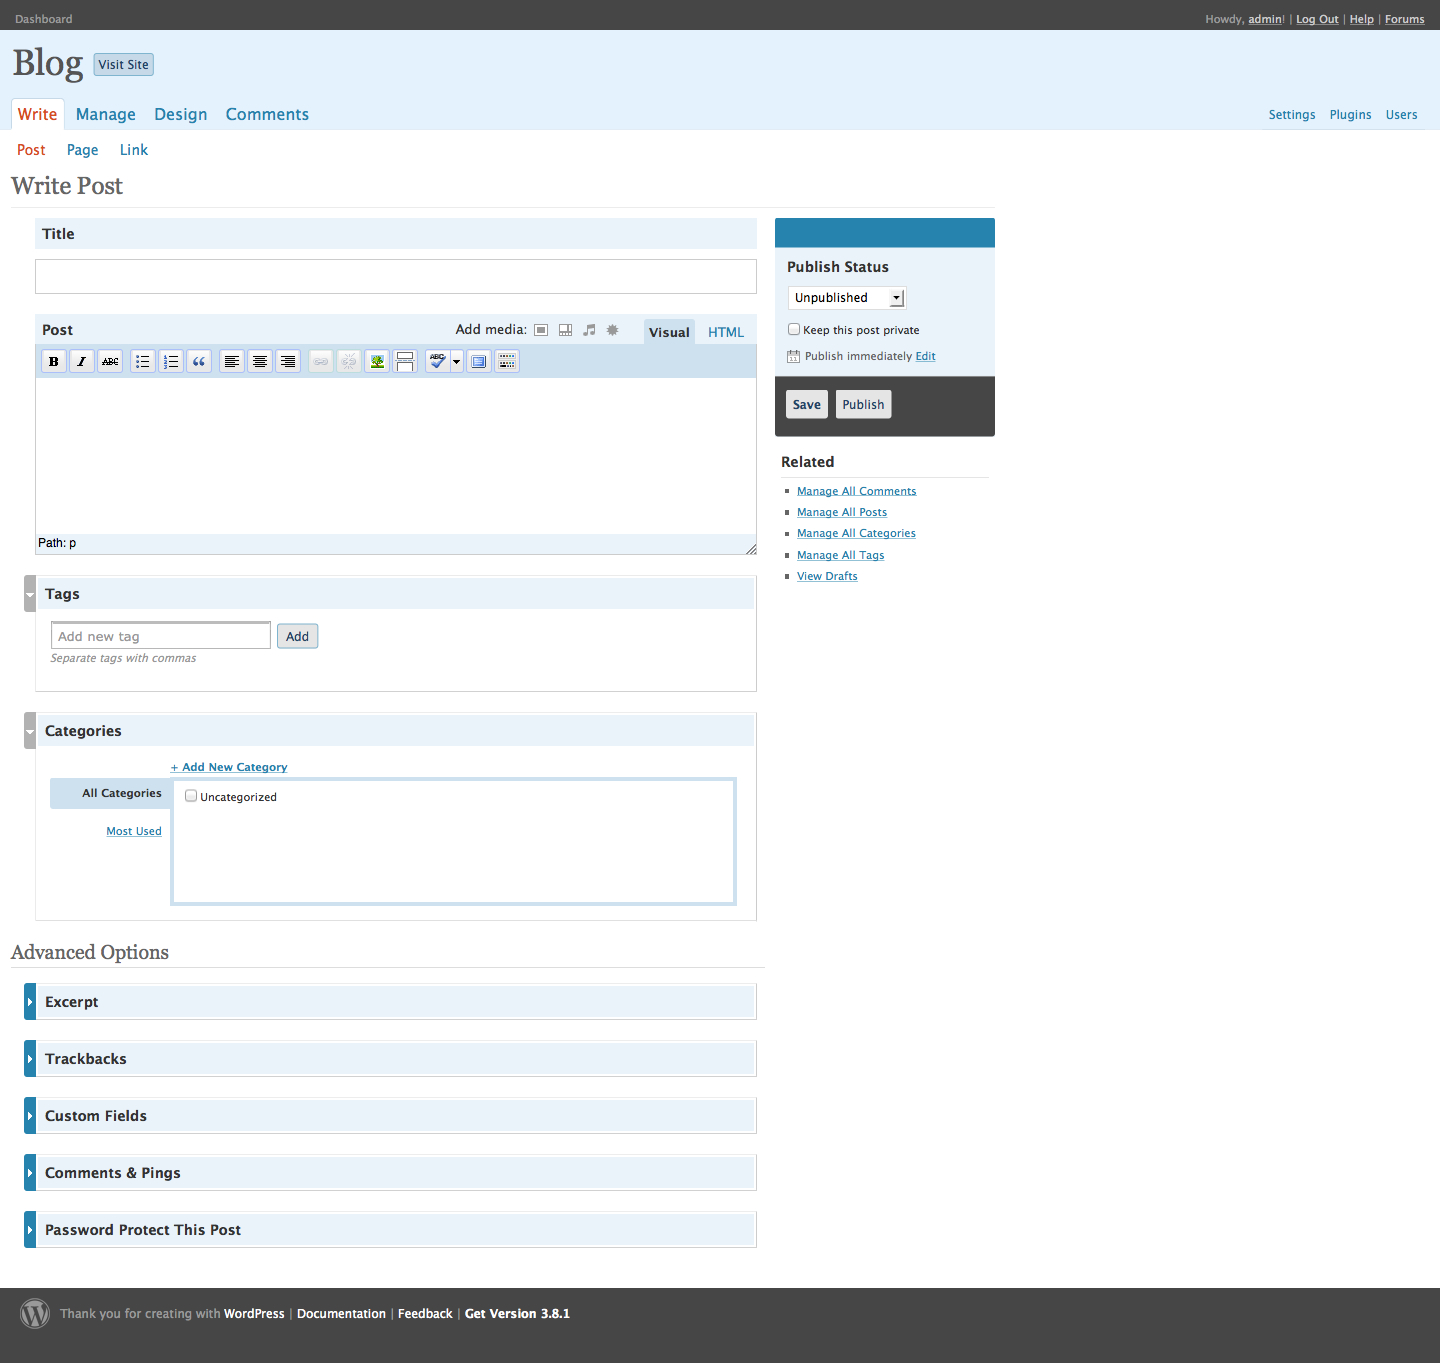 Dashboard
Howdy, admin! | Log Out | Help | Forums
Blog Visit Site
Write Manage Design Comments
Settings Plugins Users
Post Page Link
Write Post
Title
Post
Add media:
Visual HTML
B I ABC
ABC
Path: p
Tags
Add new tag Add
Separate tags with commas
Categories
+ Add New Category
All Categories
Uncategorized
Most Used
Advanced Options
Excerpt
Trackbacks
Custom Fields
Comments & Pings
Password Protect This Post
Publish Status
Unpublished
Keep this post private
Publish immediately Edit
Save Publish
Related
Manage All Comments
Manage All Posts
Manage All Categories
Manage All Tags
View Drafts
Thank you for creating with WordPress | Documentation | Feedback | Get Version 3.8.1